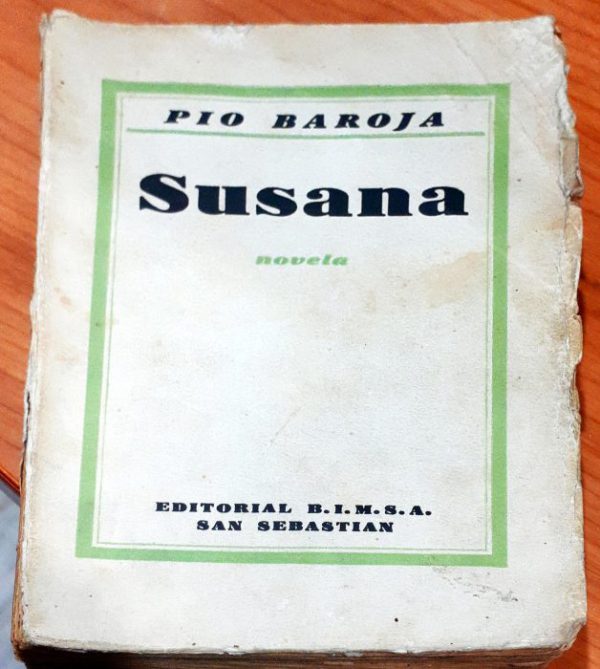 PIO BAROJA
Susana
novela
EDITORIAL B.I.M.S.A.
SAN SEBASTIAN